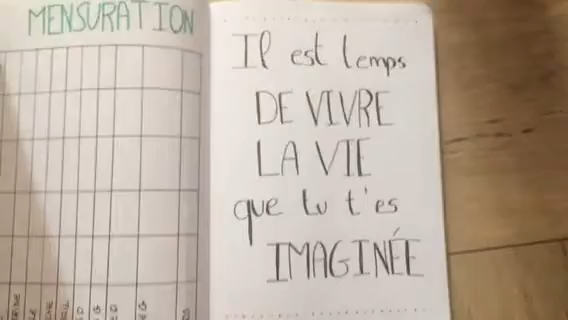 MENSURATION
Il est temps
DE VIVRE
LA VIE
que tu t'es
IMAGINÉE